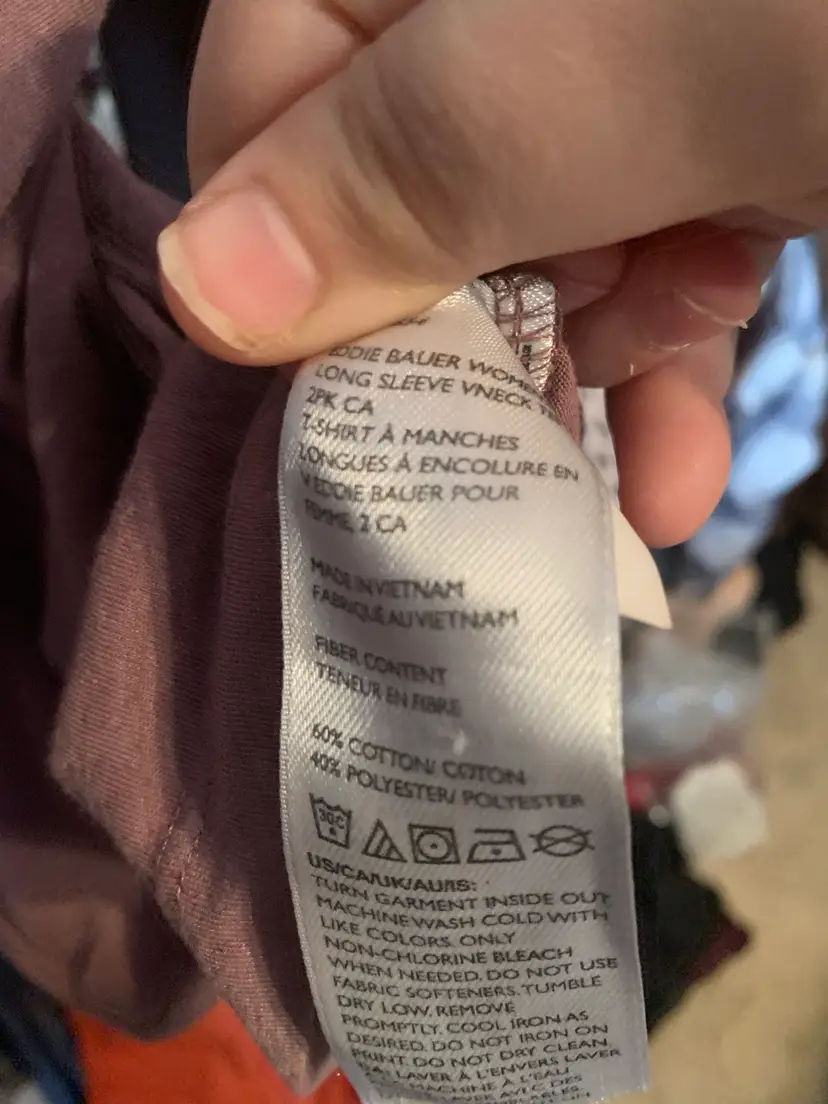 EDDIE BAUER
LONG SLEEVE VNECK
2PK CA
T-SHIRT À MANCHES
LONGUES À ENCOLURE EN
V EDDIE BAUER POUR
FEMME, 2 CA
MADE IN VIETNAM
FABRIQUÉ AU VIETNAM
FIBER CONTENT
TENEUR EN FIBRE
60% COTTON/ COTON
40% POLYESTER/ POLYESTER
30C
US/CA/UK/AU/IS:
TURN GARMENT INSIDE OUT
MACHINE WASH COLD WITH
LIKE COLORS. ONLY
NON-CHLORINE BLEACH
WHEN NEEDED. DO NOT USE
FABRIC SOFTENERS. TUMBLE
DRY LOW. REMOVE
PROMPTLY. COOL IRON AS
DESIRED. DO NOT IRON ON
PRINT. DO NOT DRY CLEAN.
LAVER À L'ENVERS LAVER
MACHINE À L'EAU
LAVER AVEC DES